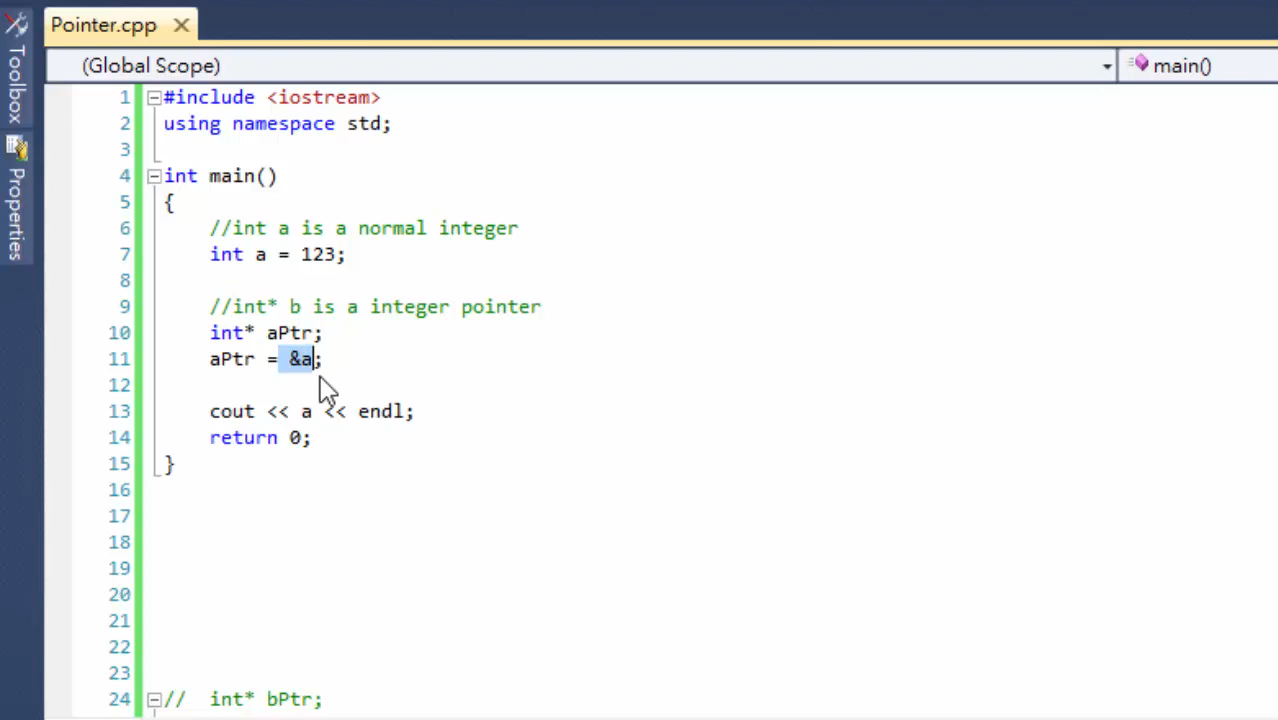 Pointer.cpp
Toolbox
Properties
(Global Scope) main()
1 #include <iostream>
2 using namespace std;
3
4 int main()
5 {
6 //int a is a normal integer
7 int a = 123;
8
9 //int* b is a integer pointer
10 int* aPtr;
11 aPtr = &a;
12
13 cout << a << endl;
14 return 0;
15 }
16
17
18
19
20
21
22
23
24 // int* bPtr;